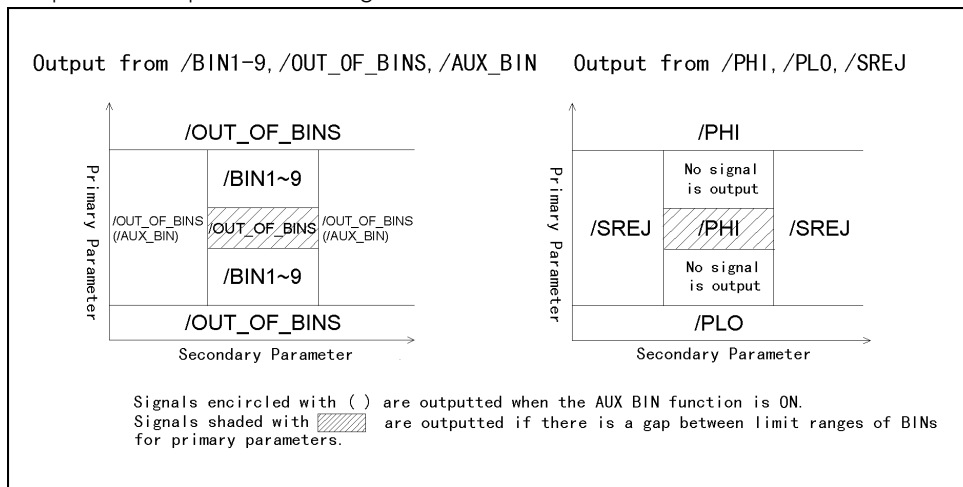 Output from /BIN1-9, /OUT_OF_BINS, /AUX_BIN
Output from /PHI, /PLO, /SREJ
Primary Parameter
/OUT_OF_BINS
/BIN1~9
/OUT_OF_BINS
(/AUX_BIN)
/OUT_OF_BINS
/OUT_OF_BINS
(/AUX_BIN)
/BIN1~9
/OUT_OF_BINS
Secondary Parameter
Primary Parameter
/PHI
No signal
is output
/SREJ
/PHI
/SREJ
No signal
is output
/PLO
Secondary Parameter
Signals encircled with ( ) are outputted when the AUX BIN function is ON.
Signals shaded with are outputted if there is a gap between limit ranges of BINs
for primary parameters.